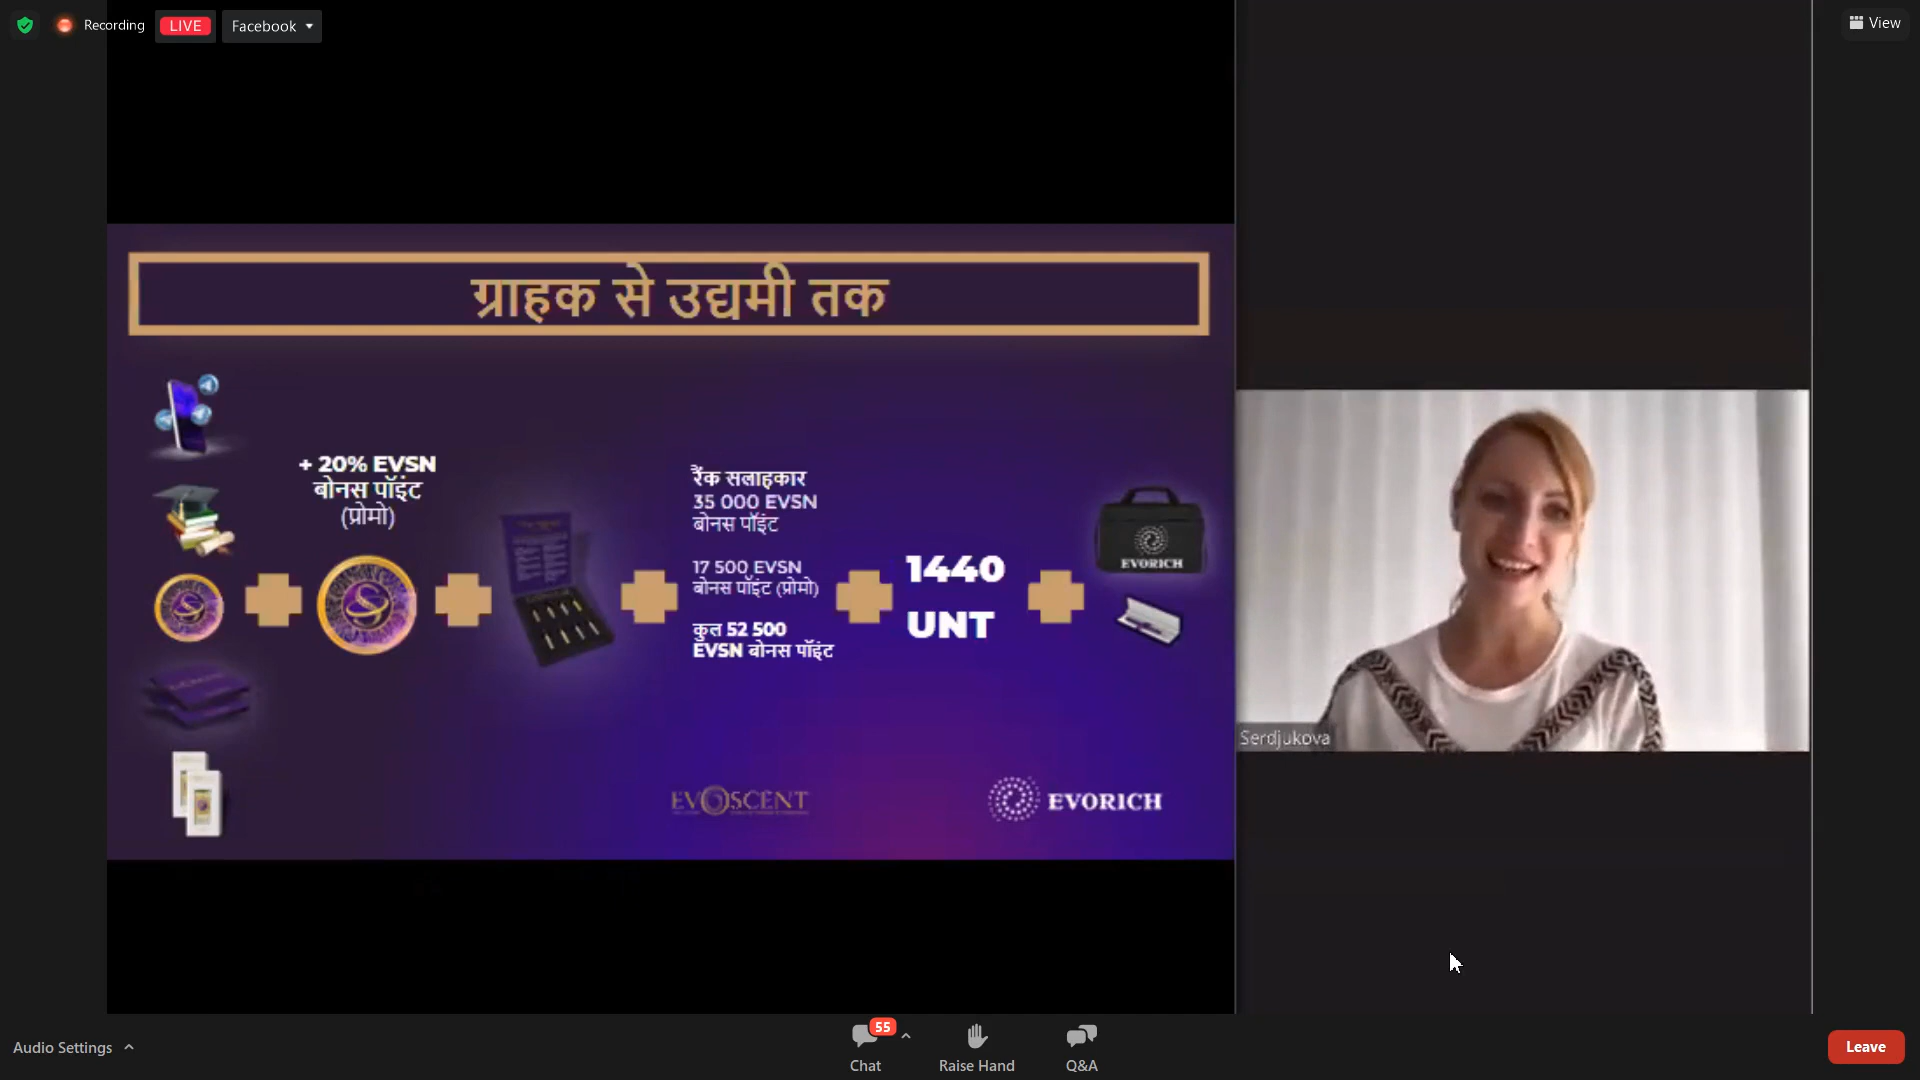 Recording
LIVE
Facebook
View
ग्राहक से उद्यमी तक
+ 20% EVSN
बोनस पॉइंट
(प्रोमो)
रैंक सलाहकार
35 000 EVSN
बोनस पॉइंट
17 500 EVSN
बोनस पॉइंट (प्रोमो)
कुल 52 500
EVSN बोनस पॉइंट
1440
UNT
EVORICH
EVOSCENT
EVORICH
Serdjukova
Audio Settings
55
Chat
Raise Hand
Q&A
Leave